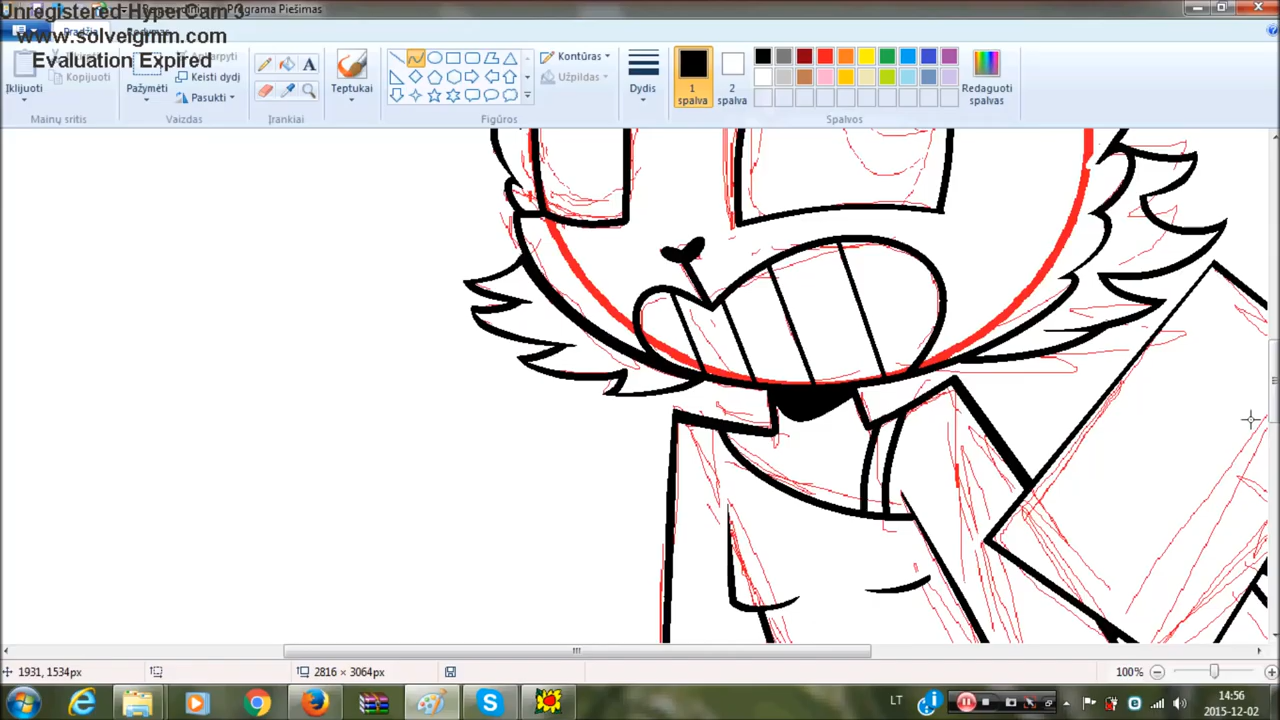 Unregistered HyperCam 3
Programa Piešimas
www.solveigmm.com
Evaluation Expired
Įklijuoti
Kopijuoti
Mainų sritis
Pažymėti
Keisti dydį
Pasukti
Vaizdas
A
Įrankiai
Teptukai
Kontūras
Užpildas
Figūros
Dydis
1 spalva
2 spalva
Redaguoti spalvas
Spalvos
1931, 1534px
2816 × 3064px
100%
LT
14:56
2015-12-02